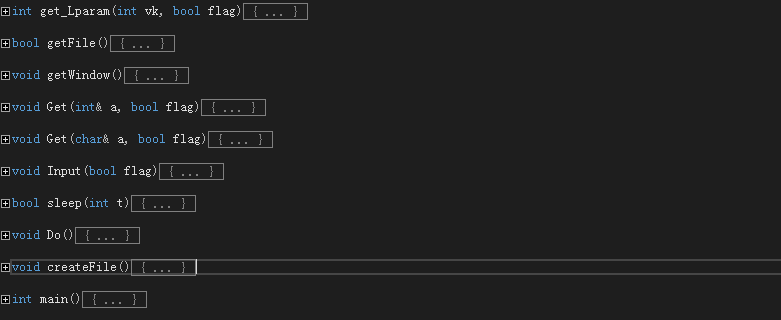 int get_Lparam(int vk, bool flag) { ... }
bool getFile() { ... }
void getWindow() { ... }
void Get(int& a, bool flag) { ... }
void Get(char& a, bool flag) { ... }
void Input(bool flag) { ... }
bool sleep(int t) { ... }
void Do() { ... }
void createFile() { ... }
int main() { ... }